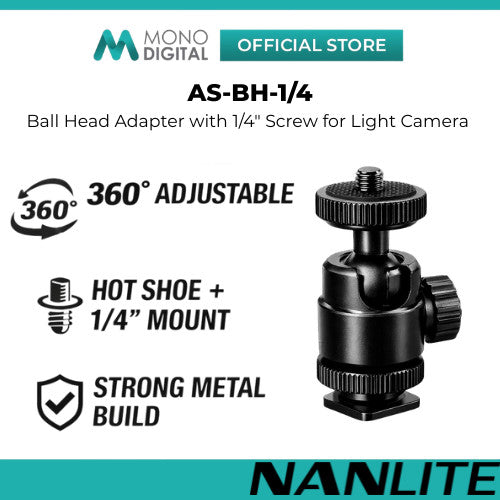 MONO
DIGITAL
OFFICIAL STORE
AS-BH-1/4
Ball Head Adapter with 1/4" Screw for Light Camera
360°
360° ADJUSTABLE
HOT SHOE +
1/4” MOUNT
STRONG METAL
BUILD
NANLITE